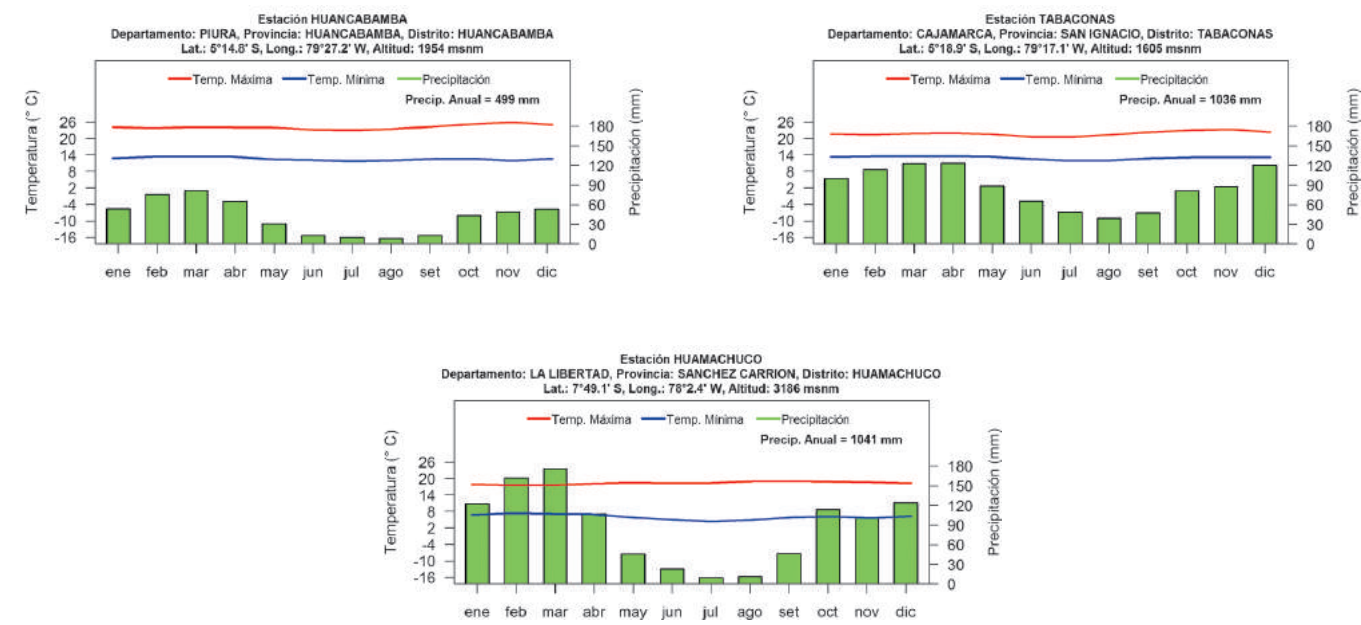 Estación HUANCABAMBA
Departamento: PIURA, Provincia: HUANCABAMBA, Distrito: HUANCABAMBA
Lat.: 5°14.8' S, Long.: 79°27.2' W, Altitud: 1954 msnm
Temp. Máxima Temp. Mínima Precipitación
Precip. Anual = 499 mm
Temperatura (° C)
26
20
14
8
2
-4
-10
-16
Precipitación (mm)
180
150
120
90
60
30
0
ene feb mar abr may jun jul ago set oct nov dic
Estación TABACONAS
Departamento: CAJAMARCA, Provincia: SAN IGNACIO, Distrito: TABACONAS
Lat.: 5°18.9' S, Long.: 79°17.1' W, Altitud: 1605 msnm
Temp. Máxima Temp. Mínima Precipitación
Precip. Anual = 1036 mm
Temperatura (° C)
26
20
14
8
2
-4
-10
-16
Precipitación (mm)
180
150
120
90
60
30
0
ene feb mar abr may jun jul ago set oct nov dic
Estación HUAMACHUCO
Departamento: LA LIBERTAD, Provincia: SANCHEZ CARRION, Distrito: HUAMACHUCO
Lat.: 7°49.1' S, Long.: 78°2.4' W, Altitud: 3186 msnm
Temp. Máxima Temp. Mínima Precipitación
Precip. Anual = 1041 mm
Temperatura (° C)
26
20
14
8
2
-4
-10
-16
Precipitación (mm)
180
150
120
90
60
30
0
ene feb mar abr may jun jul ago set oct nov dic